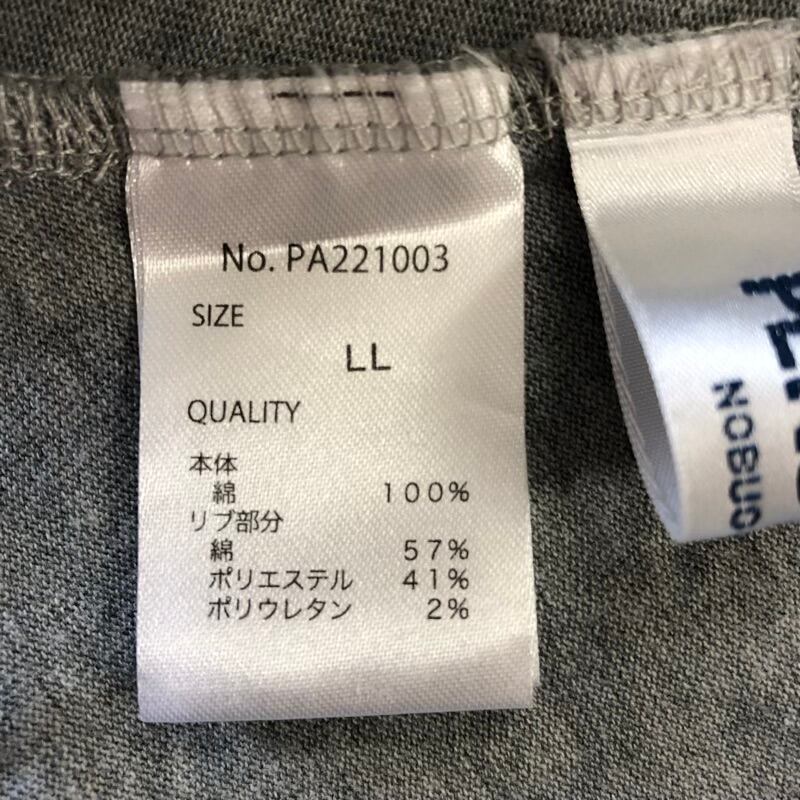 No. PA221003
SIZE
LL
QUALITY
本体
綿 100%
リブ部分
綿 57%
ポリエステル 41%
ポリウレタン 2%